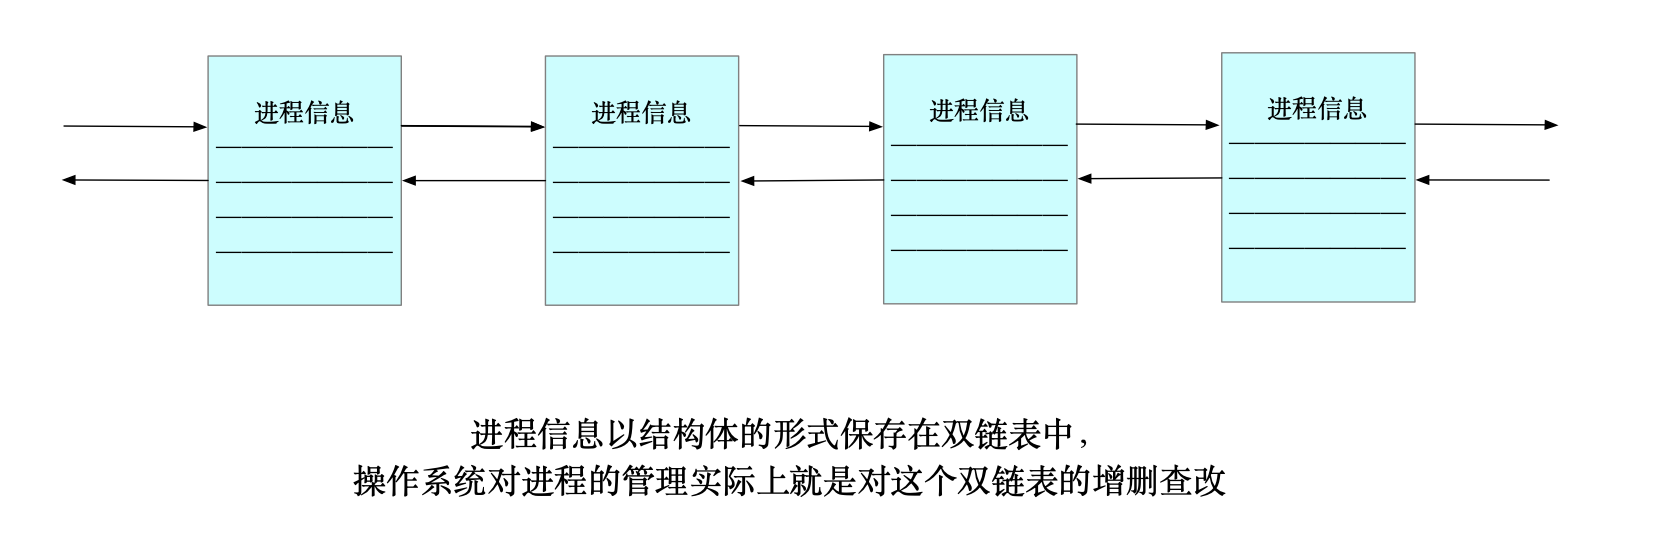 进程信息
进程信息
进程信息
进程信息
进程信息以结构体的形式保存在双链表中，
操作系统对进程的管理实际上就是对这个双链表的增删查改